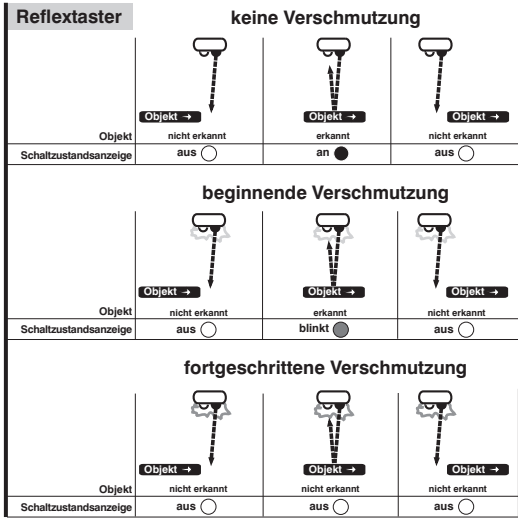 Reflextaster
keine Verschmutzung
Objekt → Objekt → Objekt →
Objekt nicht erkannt erkannt nicht erkannt
Schaltzustandsanzeige aus an aus
beginnende Verschmutzung
Objekt → Objekt → Objekt →
Objekt nicht erkannt erkannt nicht erkannt
Schaltzustandsanzeige aus blinkt aus
fortgeschrittene Verschmutzung
Objekt → Objekt → Objekt →
Objekt nicht erkannt nicht erkannt nicht erkannt
Schaltzustandsanzeige aus aus aus